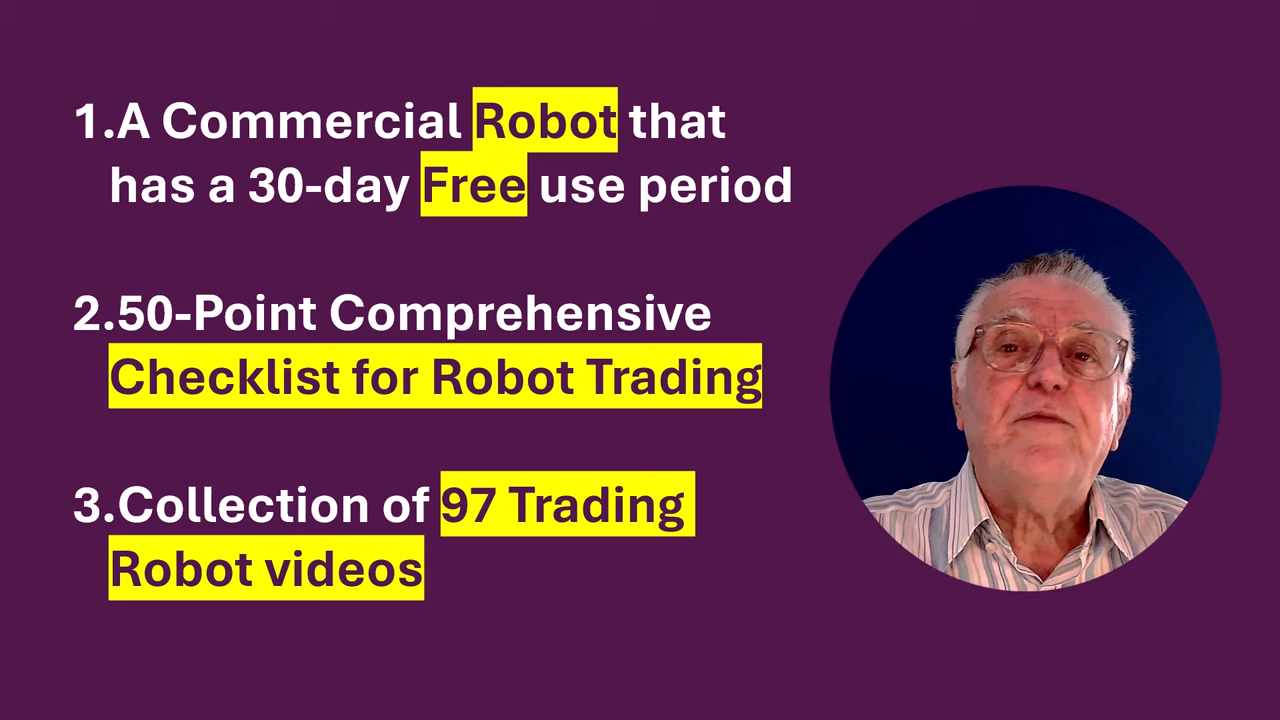 1.A Commercial Robot that
has a 30-day Free use period
2.50-Point Comprehensive
Checklist for Robot Trading
3.Collection of 97 Trading
Robot videos